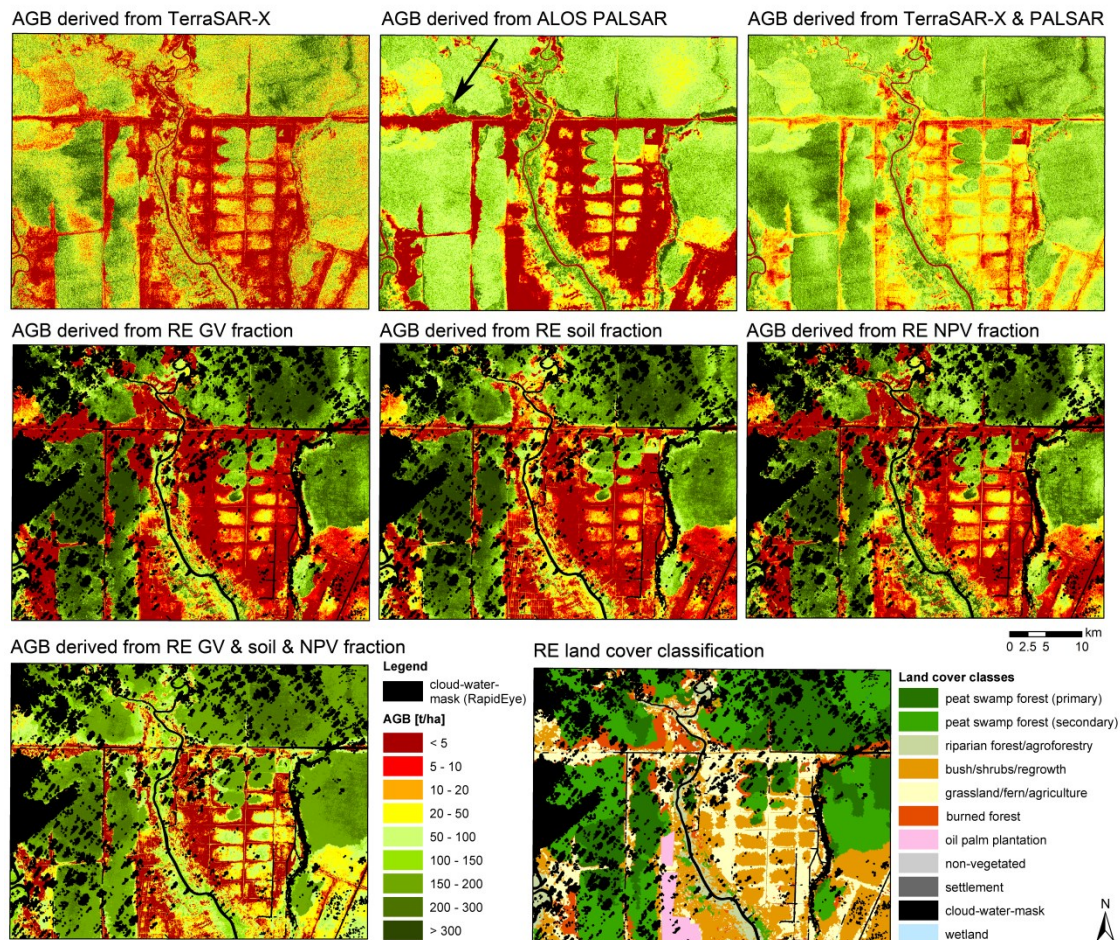 AGB derived from TerraSAR-X
AGB derived from ALOS PALSAR
AGB derived from TerraSAR-X & PALSAR
AGB derived from RE GV fraction
AGB derived from RE soil fraction
AGB derived from RE NPV fraction
km
0 2.5 5 10
AGB derived from RE GV & soil & NPV fraction
Legend
cloud-water-
mask (RapidEye)
AGB [t/ha]
< 5
5 - 10
10 - 20
20 - 50
50 - 100
100 - 150
150 - 200
200 - 300
> 300
RE land cover classification
Land cover classes
peat swamp forest (primary)
peat swamp forest (secondary)
riparian forest/agroforestry
bush/shrubs/regrowth
grassland/fern/agriculture
burned forest
oil palm plantation
non-vegetated
settlement
cloud-water-mask
wetland
N